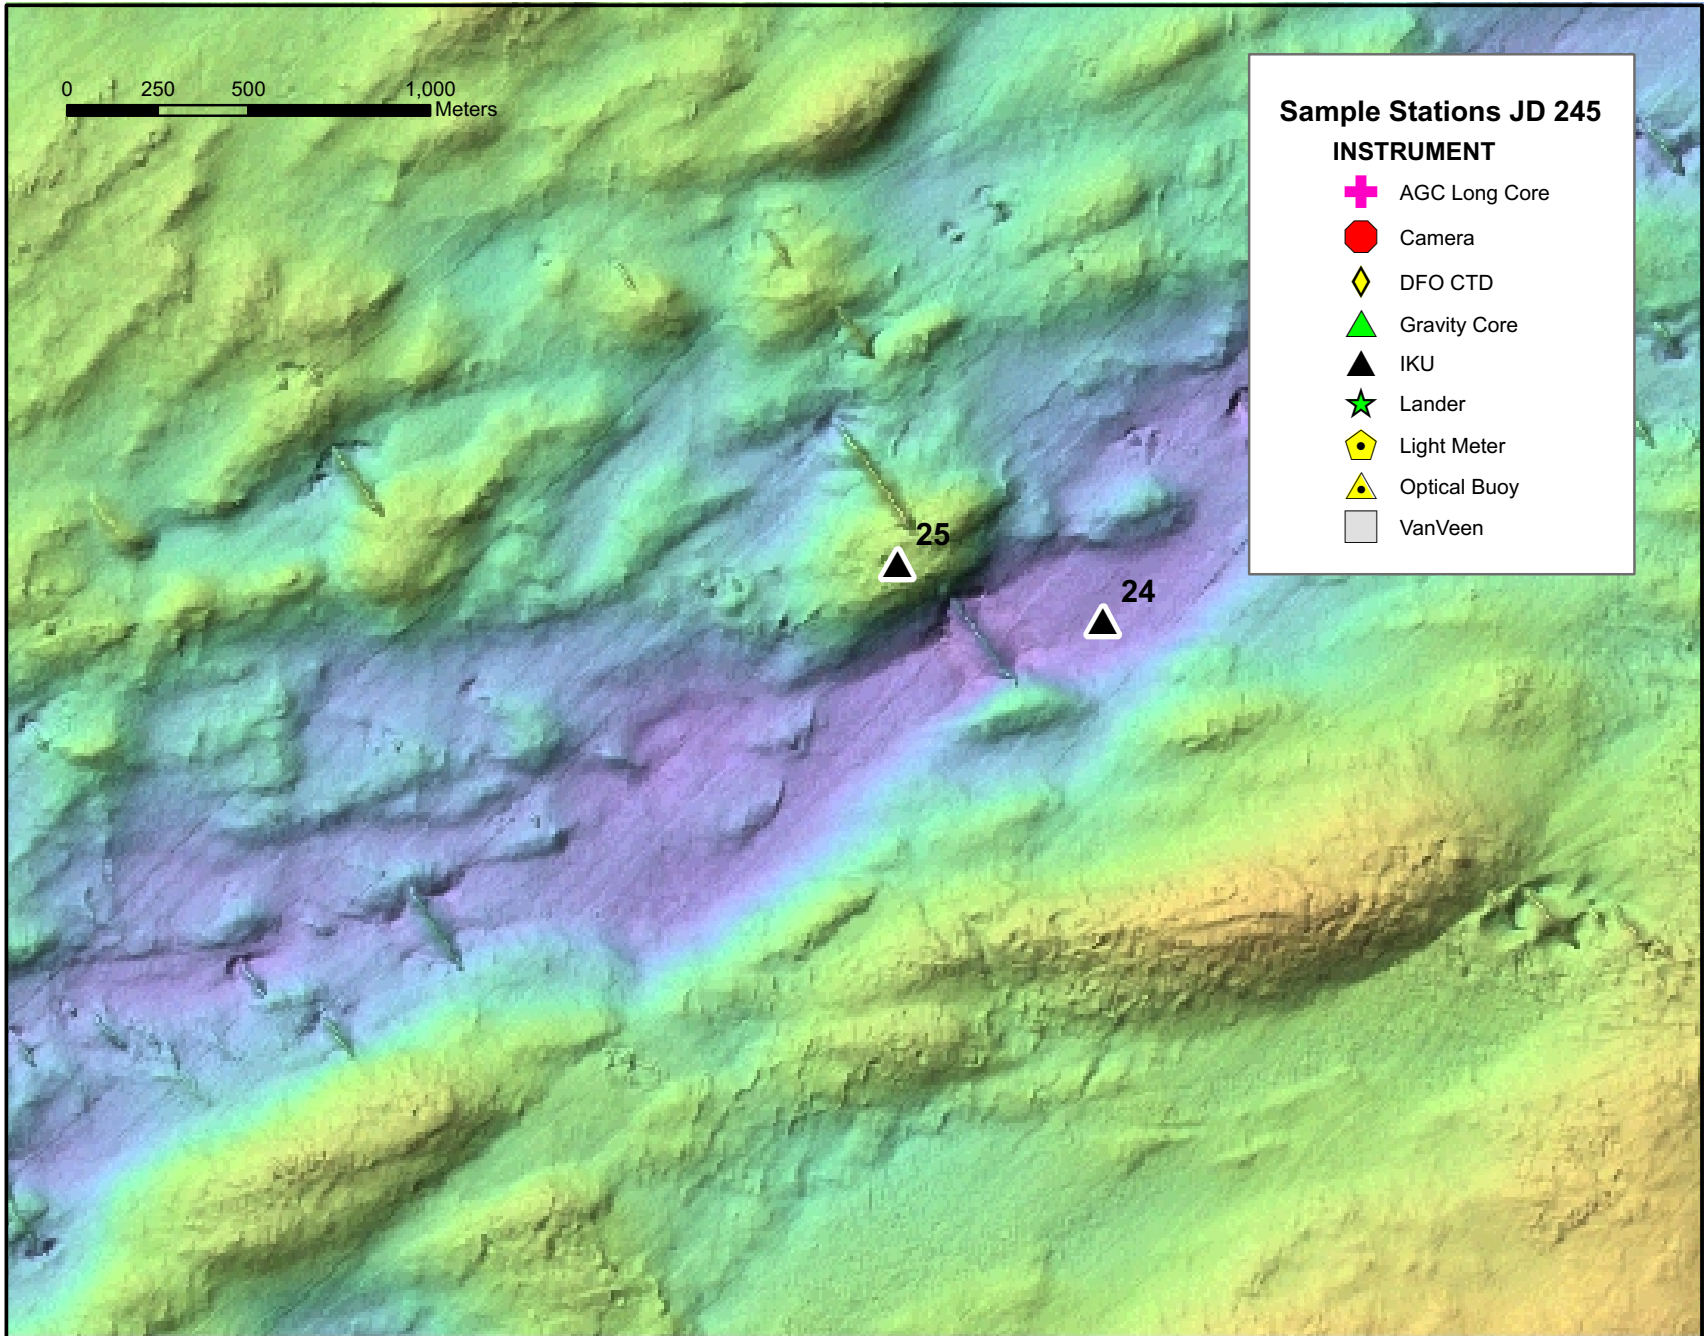 0 250 500 1,000
Meters
Sample Stations JD 245
INSTRUMENT
AGC Long Core
Camera
DFO CTD
Gravity Core
IKU
Lander
Light Meter
Optical Buoy
VanVeen
25
24